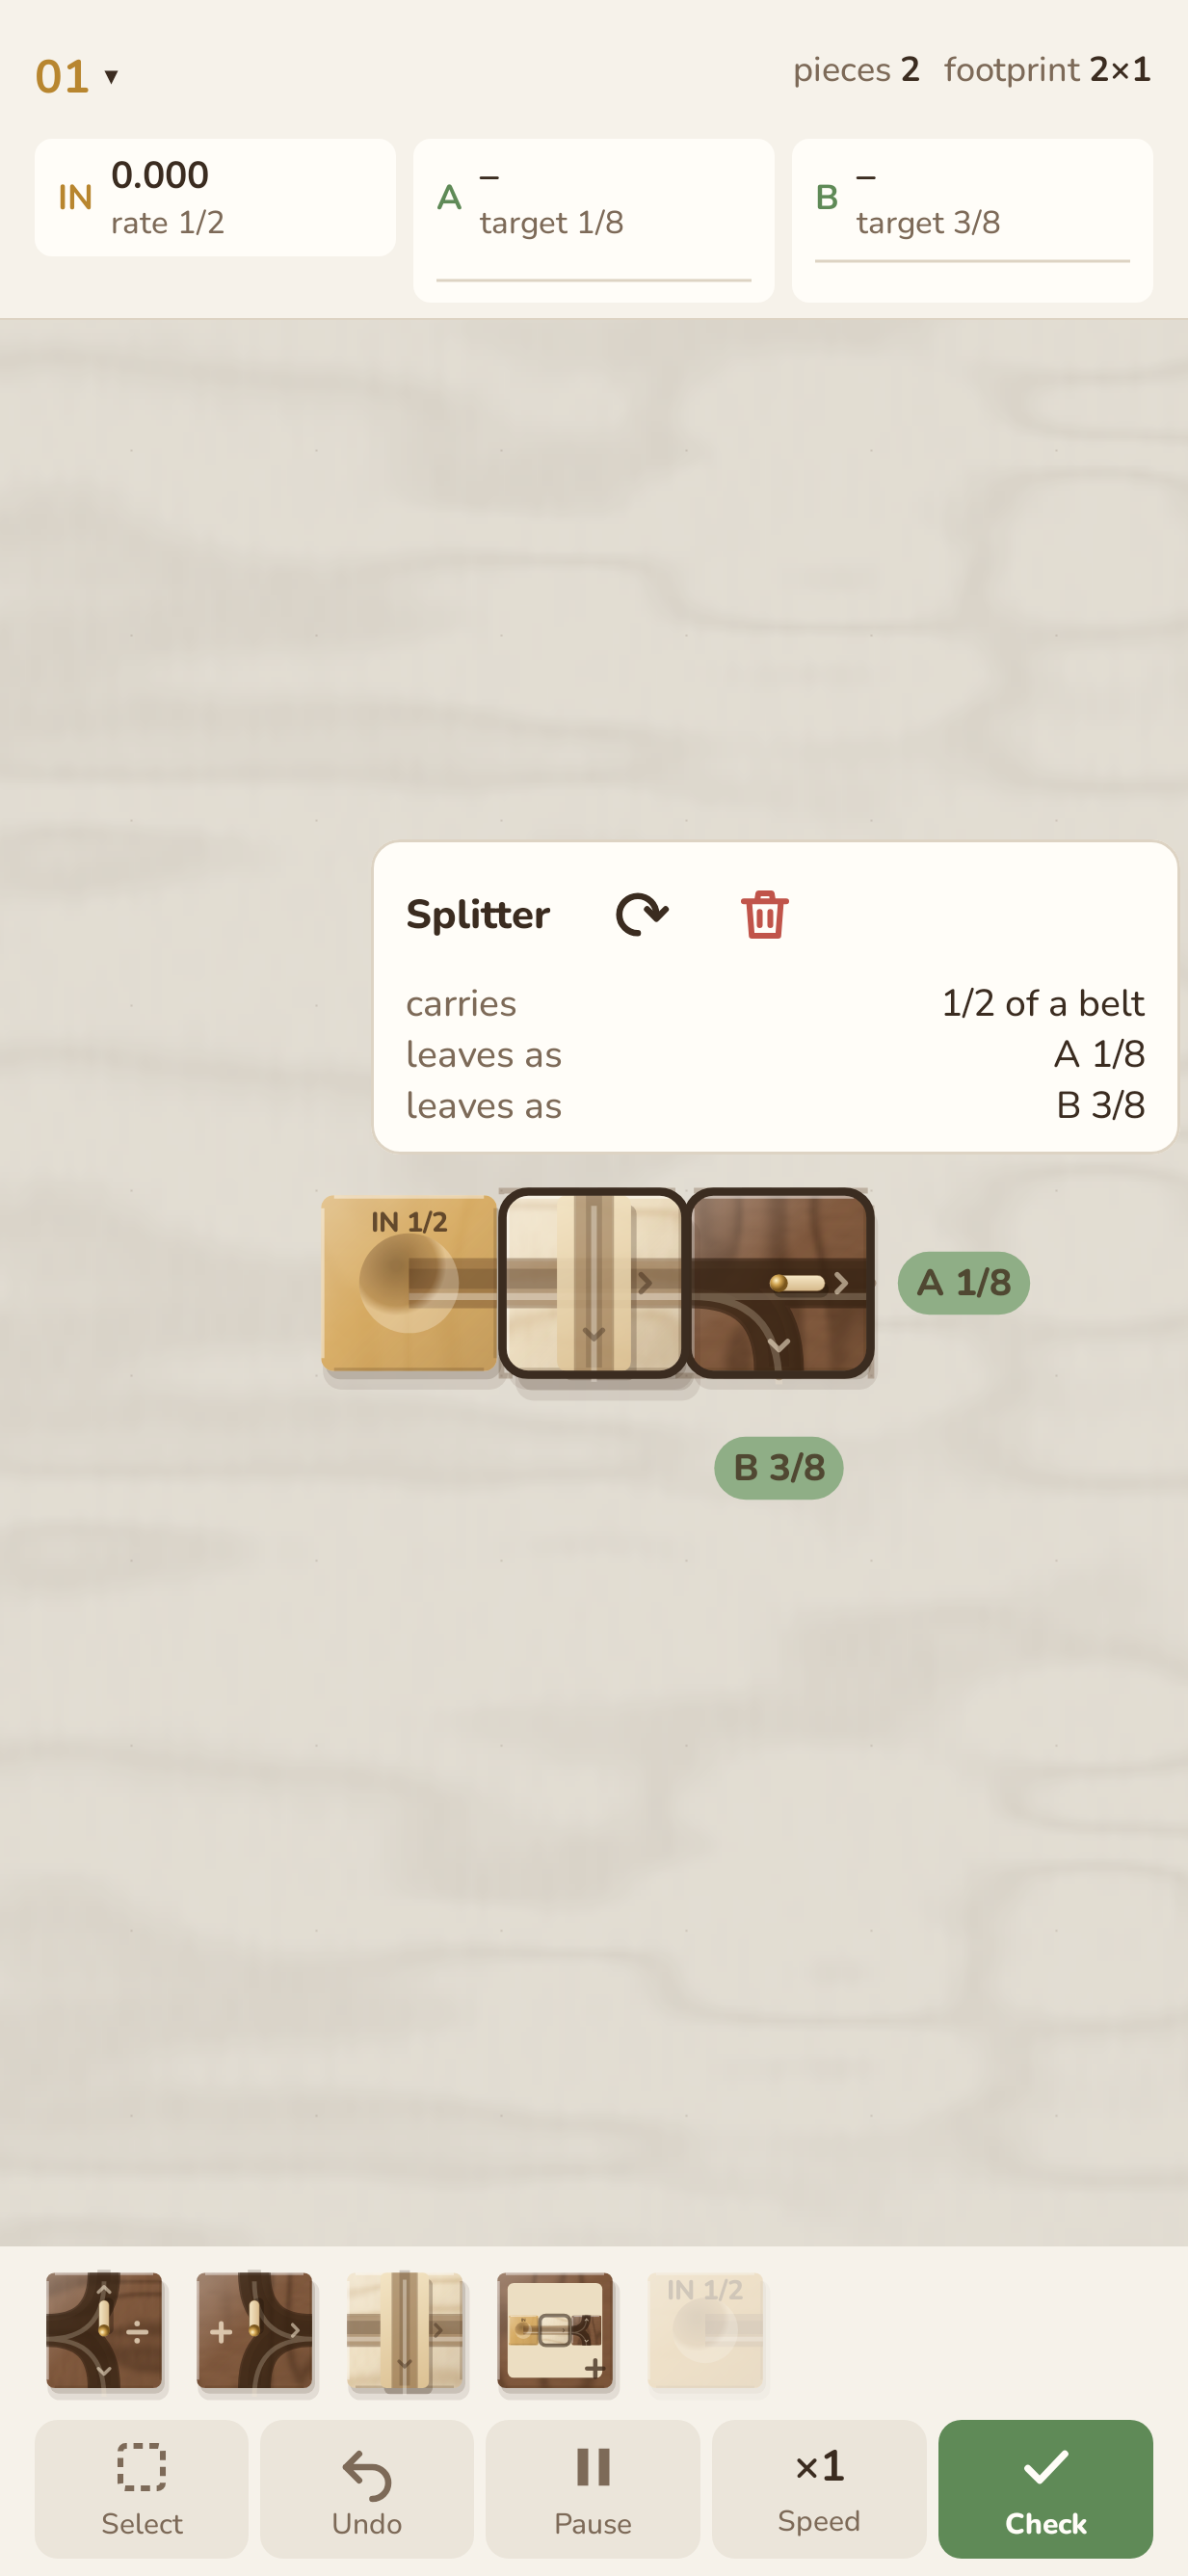 01 ▾
pieces 2 footprint 2×1
IN 0.000
rate 1/2
A –
target 1/8
B –
target 3/8
Splitter
carries 1/2 of a belt
leaves as A 1/8
leaves as B 3/8
IN 1/2
A 1/8
B 3/8
÷
+
+
IN 1/2
Select
Undo
Pause
×1
Speed
Check